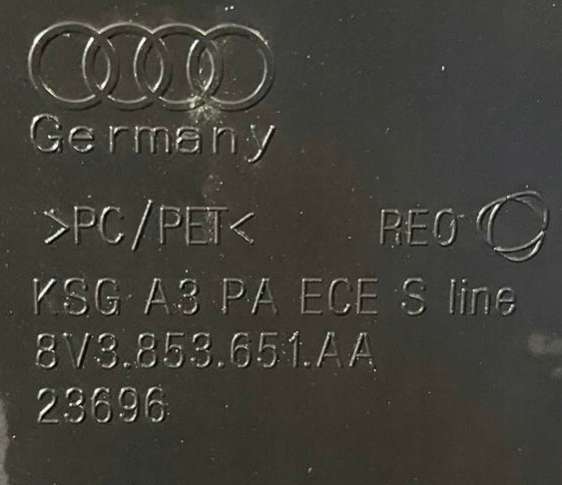 Germany
>PC/PET< REO
KSG A3 PA ECE S line
8V3.853.651.AA
23696